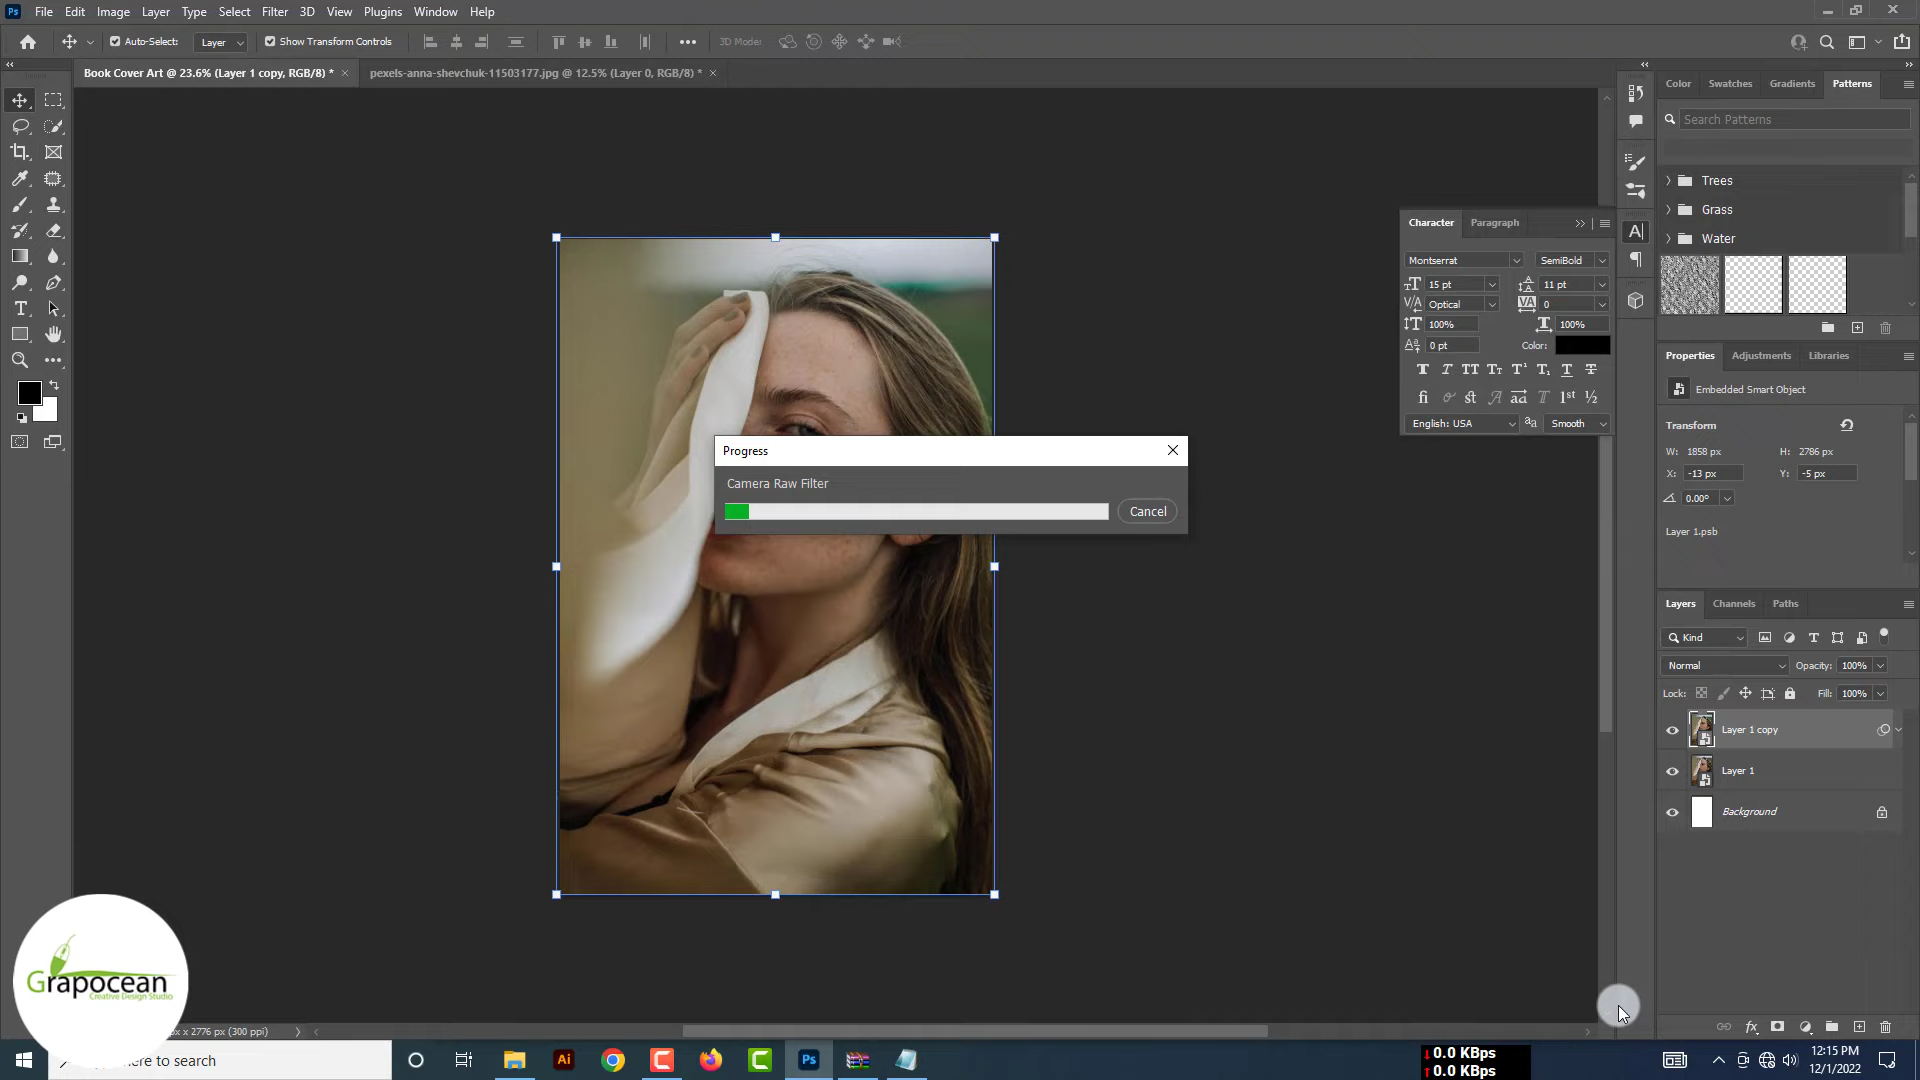 Ps File Edit Image Layer Type Select Filter 3D View Plugins Window Help
Auto-Select: Layer Show Transform Controls 3D Mode:
Book Cover Art @ 23.6% (Layer 1 copy, RGB/8) * × pexels-anna-shevchuk-11503177.jpg @ 12.5% (Layer 0, RGB/8) * ×
Color Swatches Gradients Patterns
Search Patterns
Trees
Grass
Water
Character Paragraph
Montserrat SemiBold
15 pt 11 pt
Optical 0
100% 100%
0 pt Color:
English: USA Smooth
Properties Adjustments Libraries
Embedded Smart Object
Transform
W: 1858 px H: 2786 px
X: -13 px Y: -5 px
0.00°
Layer 1.psb
Progress
Camera Raw Filter
Cancel
Layers Channels Paths
Kind
Normal Opacity: 100%
Lock: Fill: 100%
Layer 1 copy
Layer 1
Background
Grapocean
Creative Design Studio
px x 2776 px (300 ppi)
here to search
Ai Ps
0.0 KBps
0.0 KBps
12:15 PM
12/1/2022